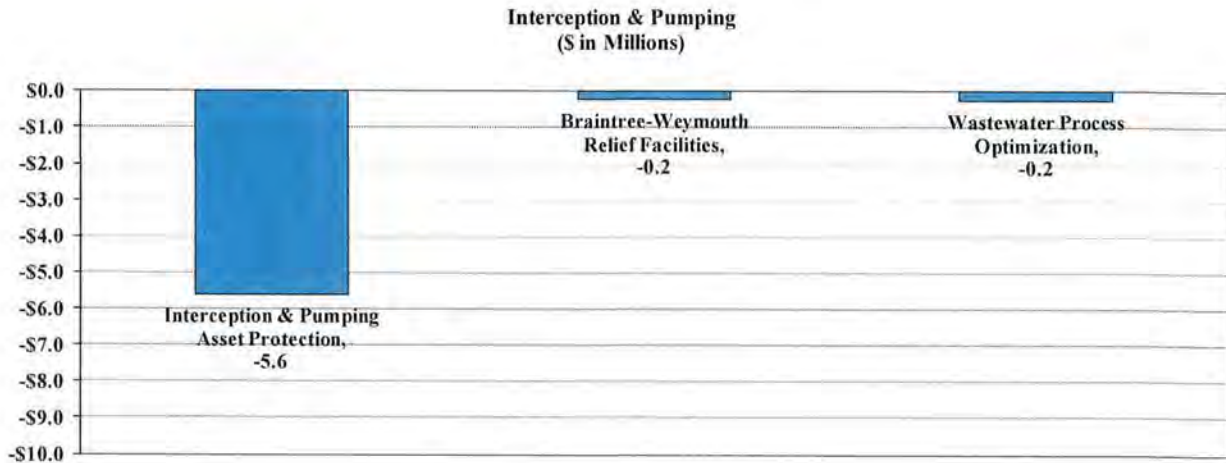 Interception & Pumping
($ in Millions)
$0.0
-$1.0
-$2.0
-$3.0
-$4.0
-$5.0
-$6.0
-$7.0
-$8.0
-$9.0
-$10.0
Interception & Pumping
Asset Protection,
-5.6
Braintree-Weymouth
Relief Facilities,
-0.2
Wastewater Process
Optimization,
-0.2